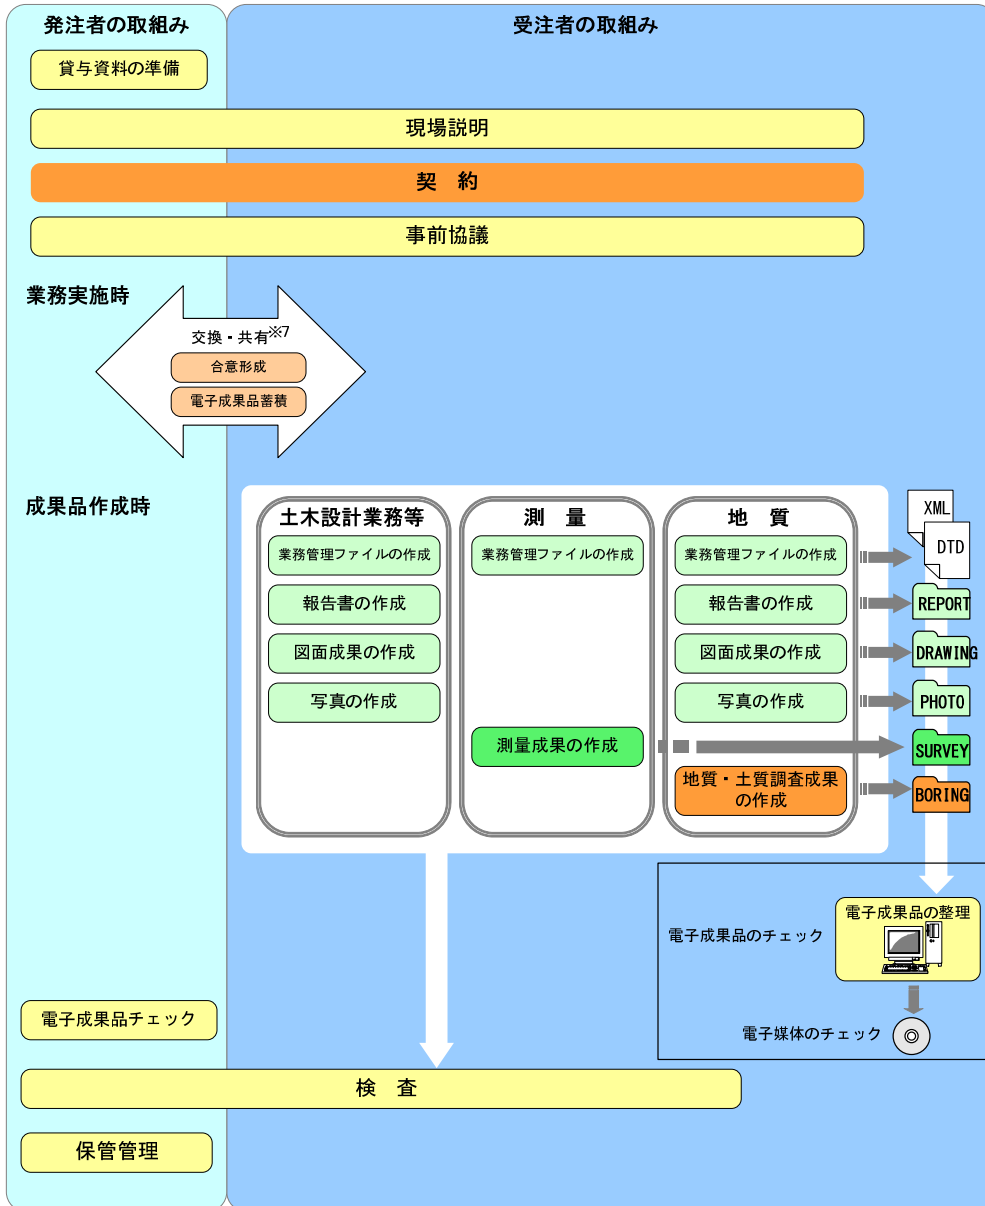 発注者の取組み
受注者の取組み
貸与資料の準備
現場説明
契　約
事前協議
業務実施時
交換・共有※7
合意形成
電子成果品蓄積
成果品作成時
土木設計業務等
業務管理ファイルの作成
報告書の作成
図面成果の作成
写真の作成
測　量
業務管理ファイルの作成
測量成果の作成
地　質
業務管理ファイルの作成
報告書の作成
図面成果の作成
写真の作成
地質・土質調査成果
の作成
XML
DTD
REPORT
DRAWING
PHOTO
SURVEY
BORING
電子成果品の整理
電子成果品のチェック
電子媒体のチェック
電子成果品チェック
検　査
保管管理